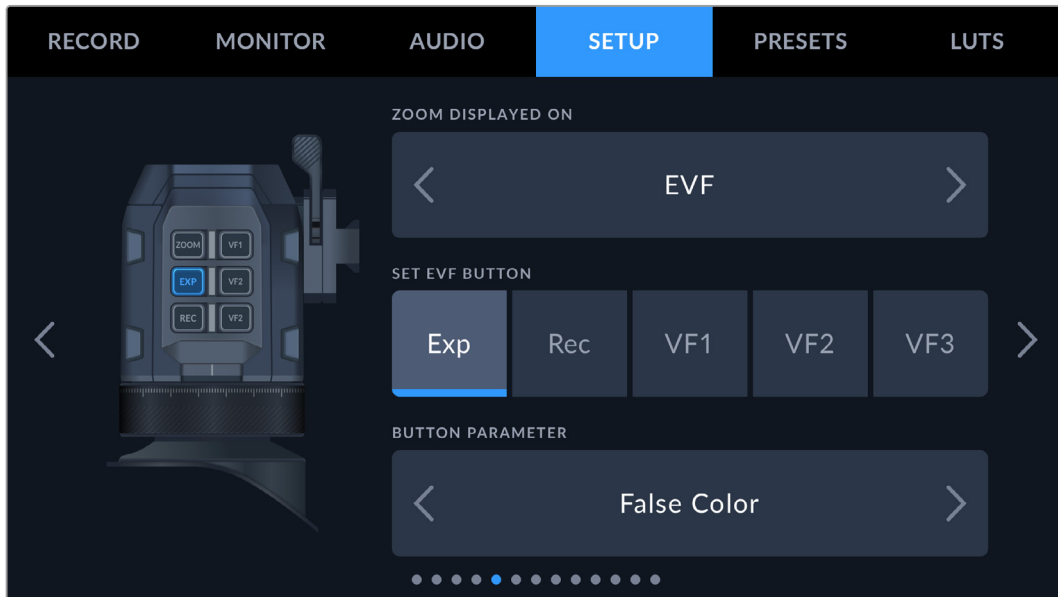 RECORD MONITOR AUDIO SETUP PRESETS LUTS
ZOOM DISPLAYED ON
EVF
ZOOM VF1
EXP VF2
REC VF2
SET EVF BUTTON
Exp Rec VF1 VF2 VF3
BUTTON PARAMETER
False Color